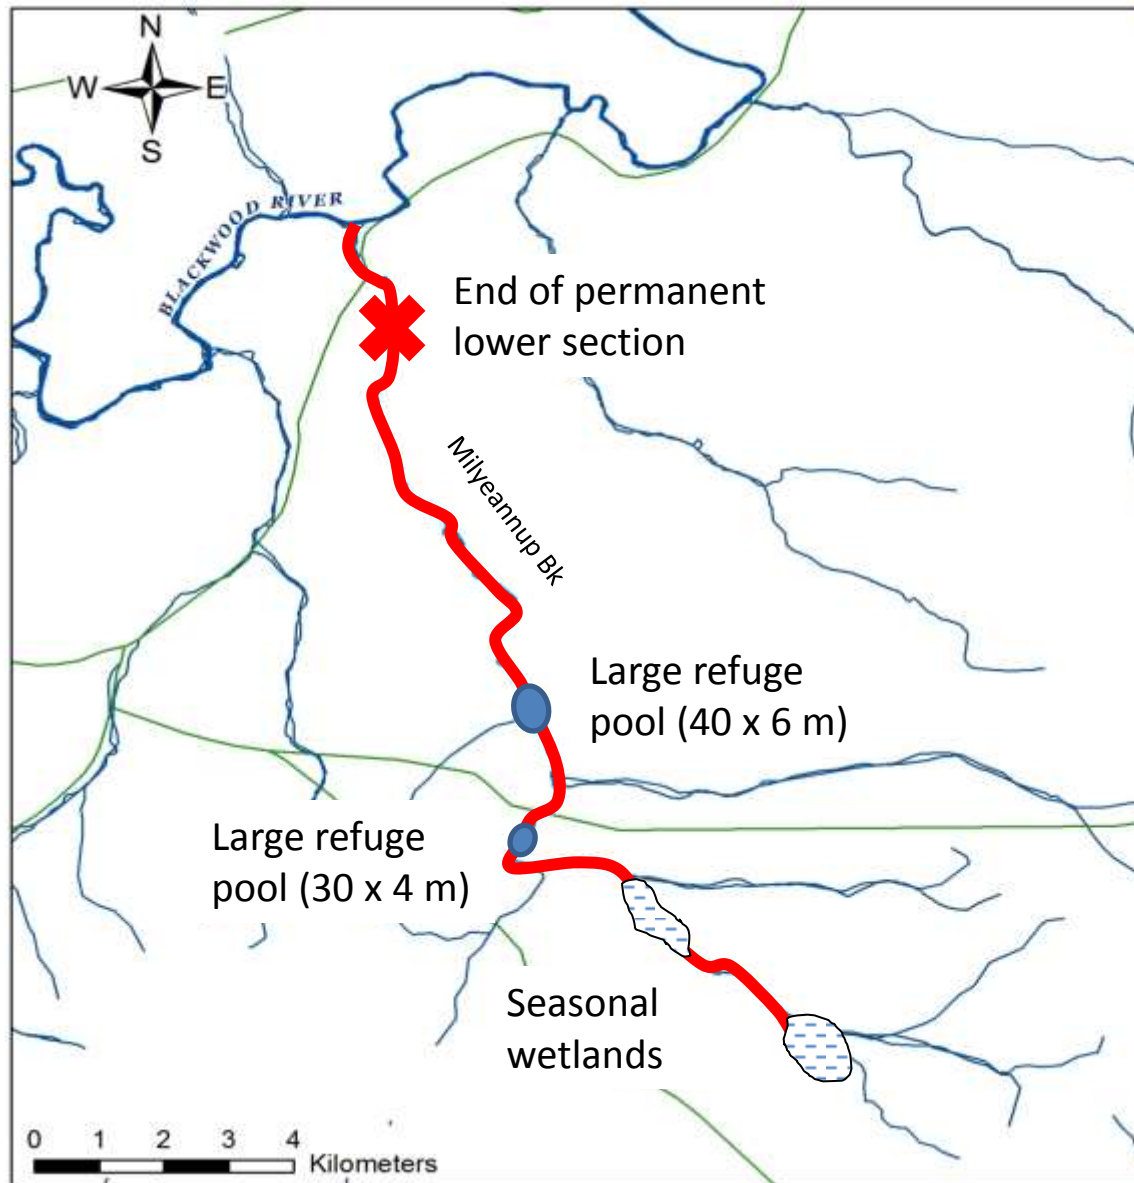 N
W E
S
BLACKWOOD RIVER
End of permanent
lower section
Milyeannup Bk
Large refuge
pool (40 x 6 m)
Large refuge
pool (30 x 4 m)
Seasonal
wetlands
0 1 2 3 4
Kilometers